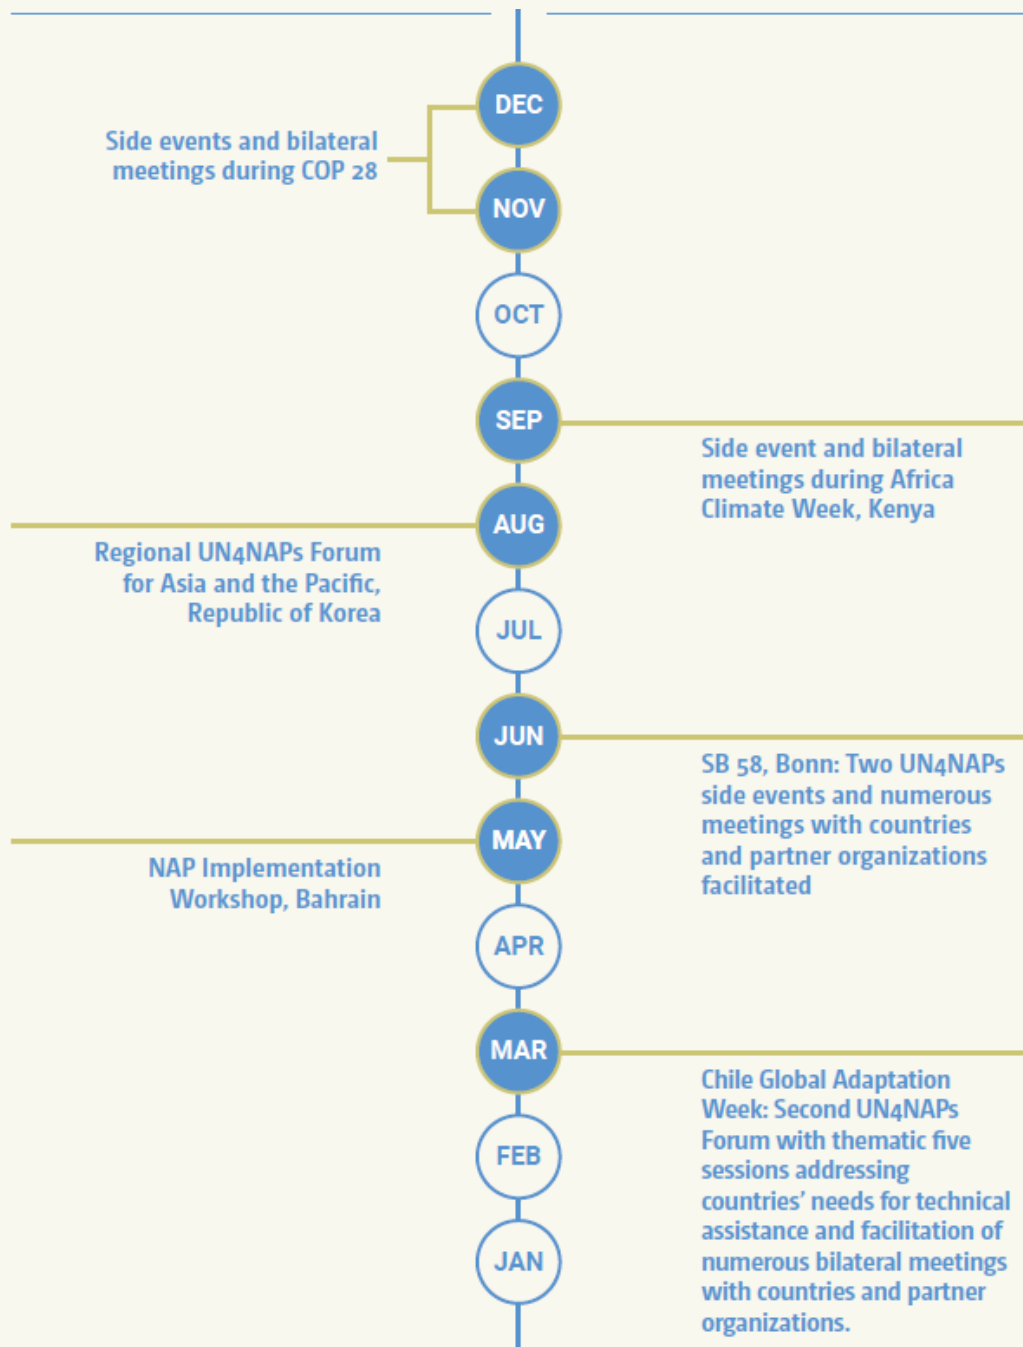 DEC
Side events and bilateral
meetings during COP 28
NOV
OCT
SEP
Side event and bilateral
meetings during Africa
Climate Week, Kenya
AUG
Regional UN4NAPs Forum
for Asia and the Pacific,
Republic of Korea
JUL
JUN
SB 58, Bonn: Two UN4NAPs
side events and numerous
meetings with countries
and partner organizations
facilitated
MAY
NAP Implementation
Workshop, Bahrain
APR
MAR
Chile Global Adaptation
Week: Second UN4NAPs
Forum with thematic five
sessions addressing
countries’ needs for technical
assistance and facilitation of
numerous bilateral meetings
with countries and partner
organizations.
FEB
JAN